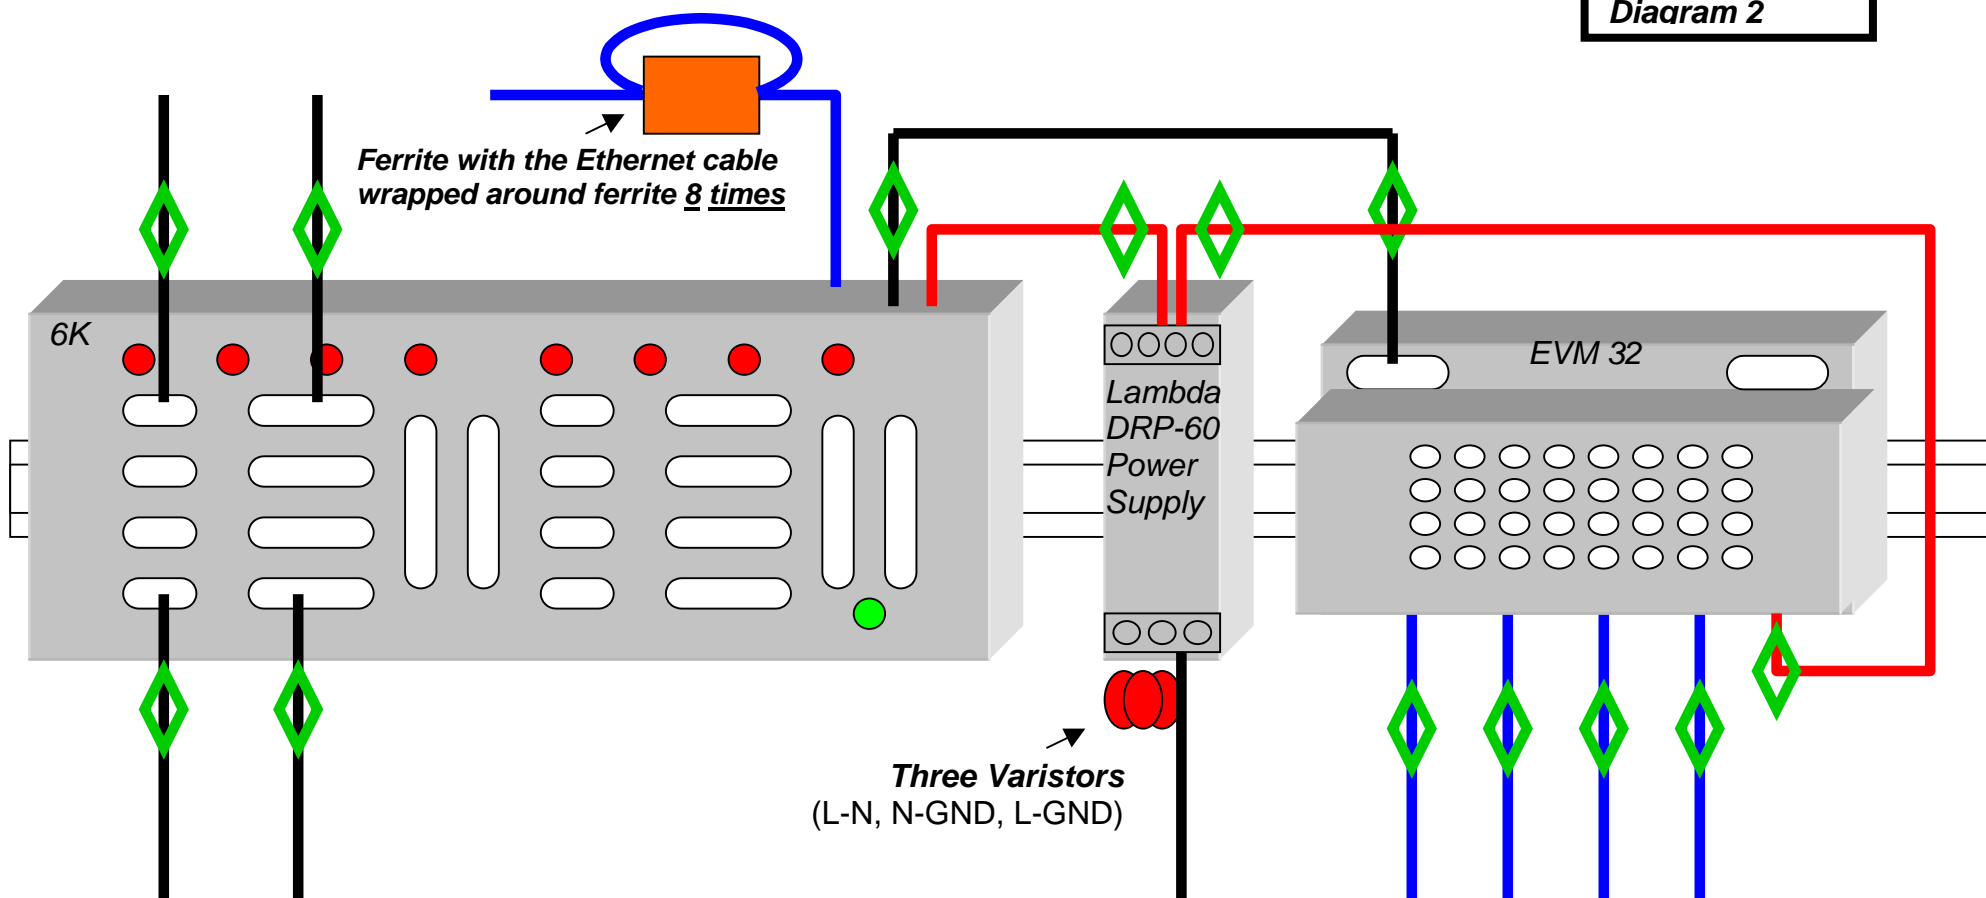 Diagram 2
Ferrite with the Ethernet cable
wrapped around ferrite 8 times
6K
EVM 32
Lambda
DRP-60
Power
Supply
Three Varistors
(L-N, N-GND, L-GND)